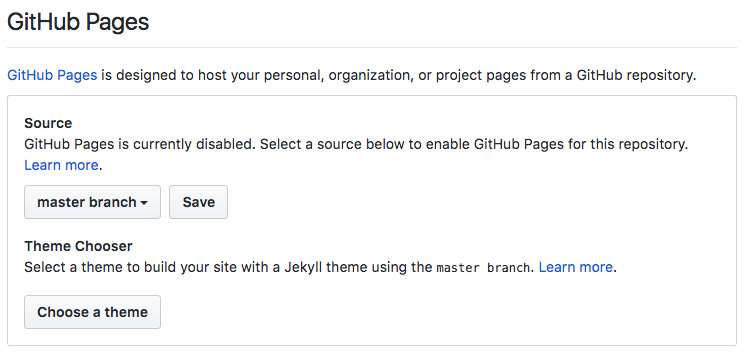 GitHub Pages
GitHub Pages is designed to host your personal, organization, or project pages from a GitHub repository.
Source
GitHub Pages is currently disabled. Select a source below to enable GitHub Pages for this repository.
Learn more.
master branch Save
Theme Chooser
Select a theme to build your site with a Jekyll theme using the master branch. Learn more.
Choose a theme